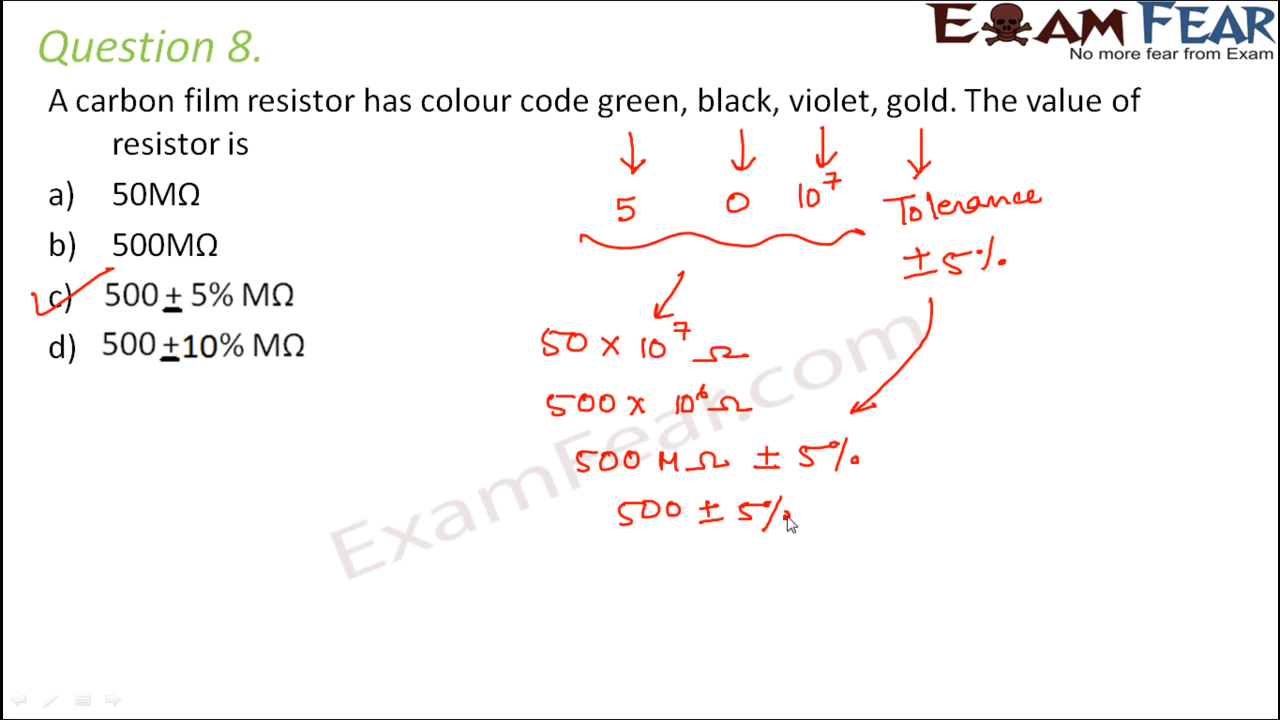 Question 8.
EXAM FEAR
No more fear from Exam
A carbon film resistor has colour code green, black, violet, gold. The value of
resistor is
a) 50MΩ
b) 500MΩ
c) 500 ± 5% MΩ
d) 500 ±10% MΩ
5 0 10⁷ Tolerance
± 5%
50 × 10⁷ Ω
500 × 10⁶ Ω
500 MΩ ± 5%
500 ± 5%
ExamFear.com